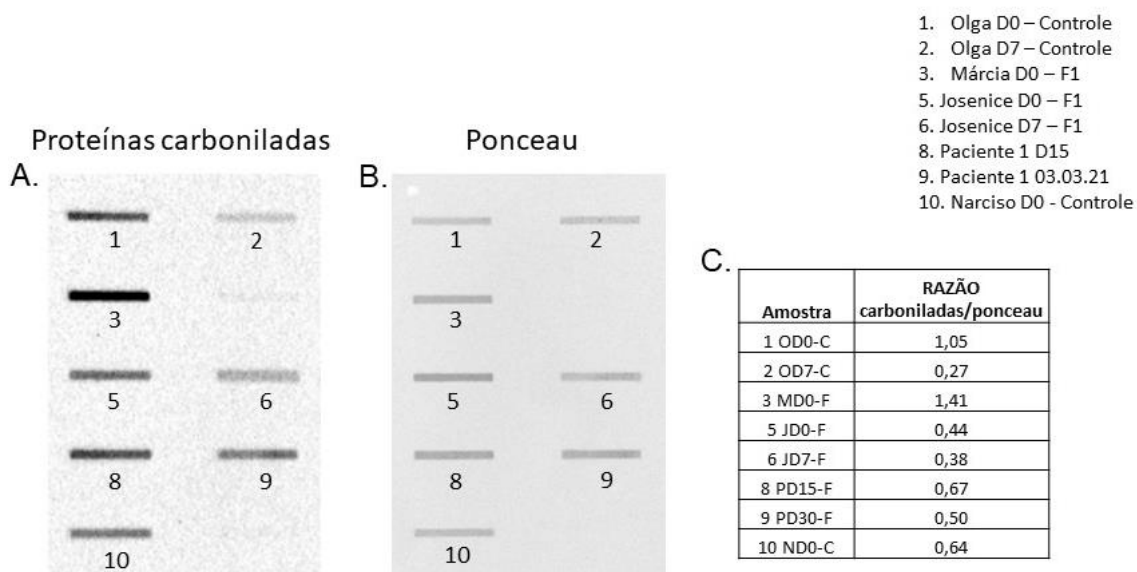 1. Olga D0 – Controle
2. Olga D7 – Controle
3. Márcia D0 – F1
5. Josenice D0 – F1
6. Josenice D7 – F1
8. Paciente 1 D15
9. Paciente 1 03.03.21
10. Narciso D0 - Controle
Proteínas carboniladas
A.
1 2
3
5 6
8 9
10
Ponceau
B.
1 2
3
5 6
8 9
10
C.
Amostra RAZÃO carboniladas/ponceau
1 OD0-C 1,05
2 OD7-C 0,27
3 MD0-F 1,41
5 JD0-F 0,44
6 JD7-F 0,38
8 PD15-F 0,67
9 PD30-F 0,50
10 ND0-C 0,64